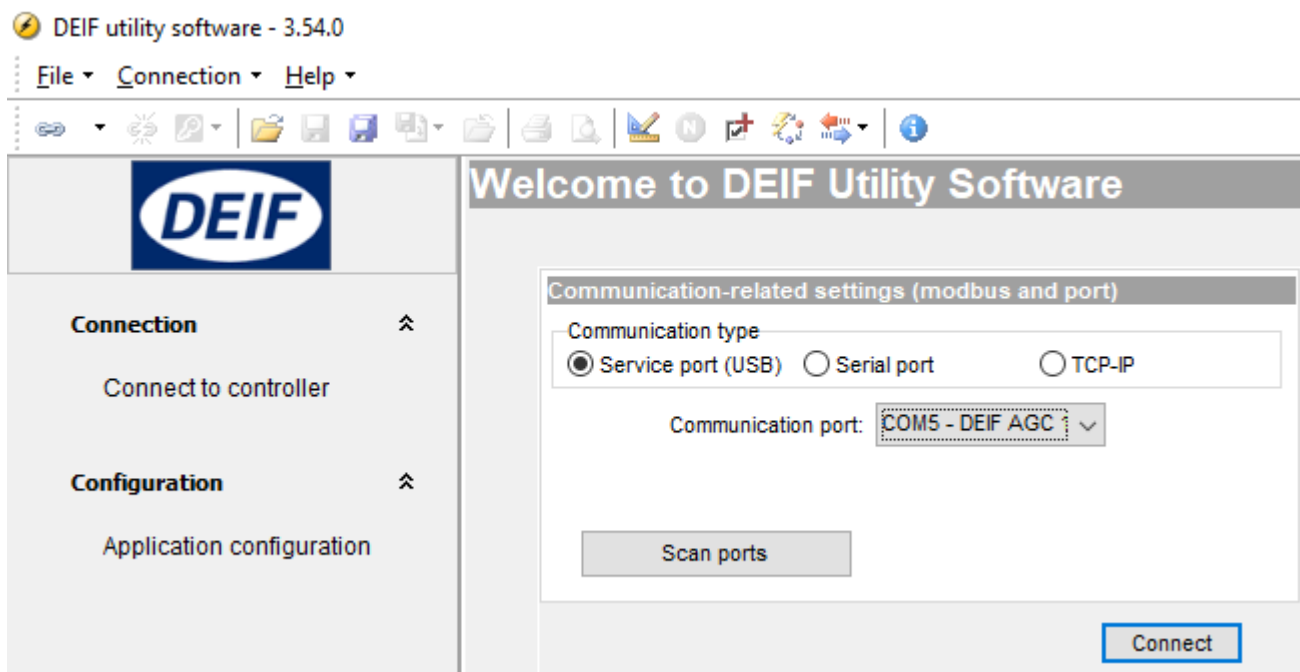 DEIF utility software - 3.54.0
File Connection Help
N
DEIF
Welcome to DEIF Utility Software
Communication-related settings (modbus and port)
Connection
Communication type
Service port (USB) Serial port TCP-IP
Connect to controller
Communication port: COM5 - DEIF AGC
Configuration
Application configuration
Scan ports
Connect